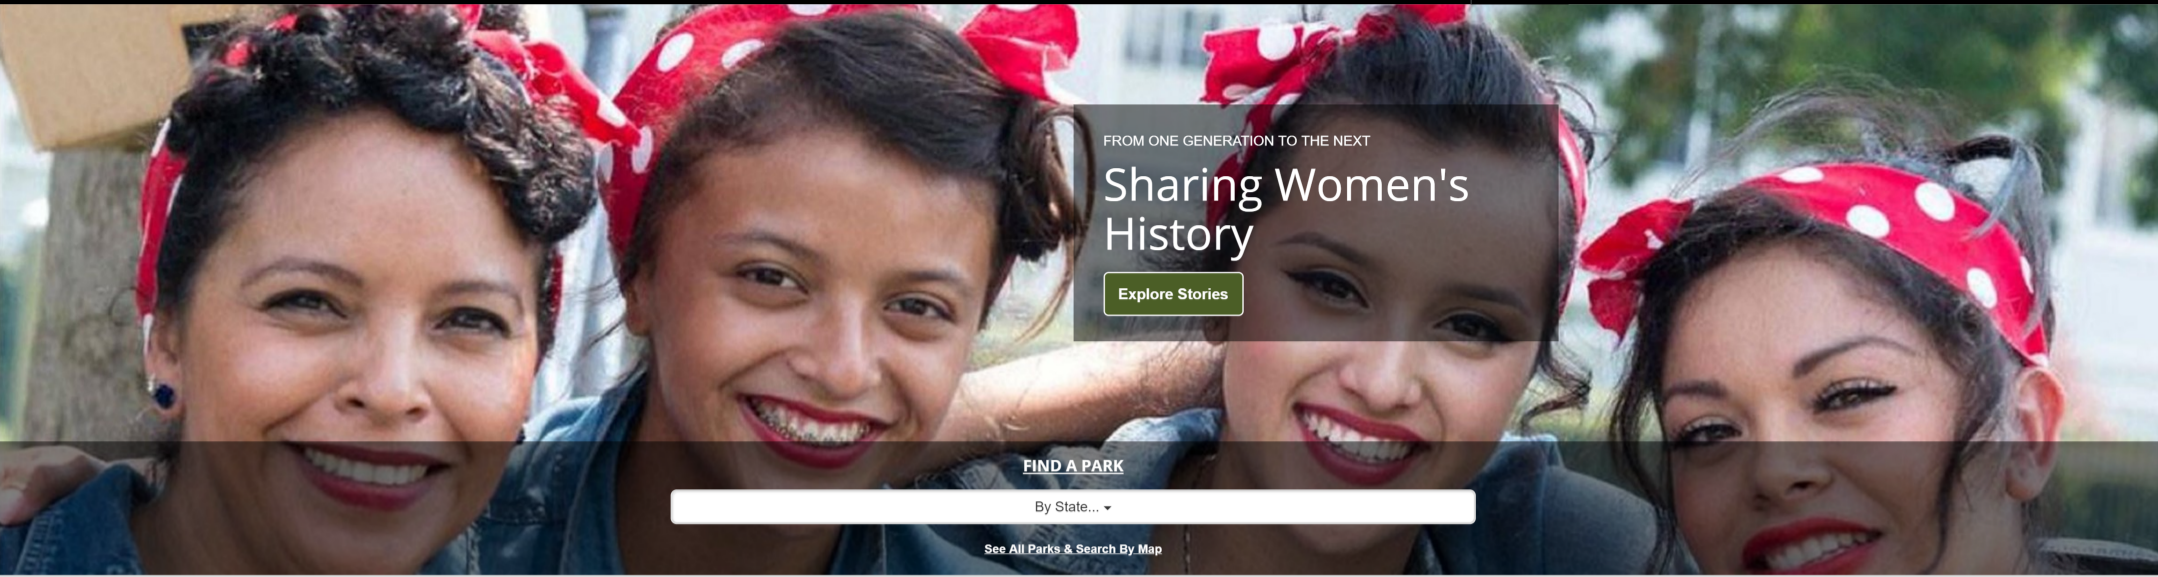 FROM ONE GENERATION TO THE NEXT
Sharing Women's
History
Explore Stories
FIND A PARK
By State...
See All Parks & Search By Map